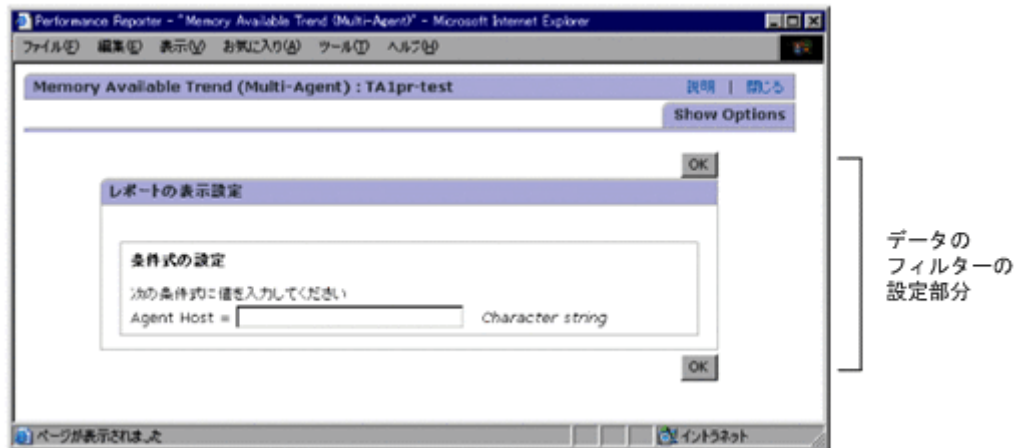 Performance Reporter - "Memory Available Trend (Multi-Agent)" - Microsoft Internet Explorer
ファイル(F) 編集(E) 表示(V) お気に入り(A) ツール(T) ヘルプ(H)
Memory Available Trend (Multi-Agent) : TA1pr-test 説明 | 閉じる
Show Options
OK
レポートの表示設定
条件式の設定
次の条件式に値を入力してください
Agent Host = Character string
OK
データの
フィルターの
設定部分
ページが表示されました イントラネット